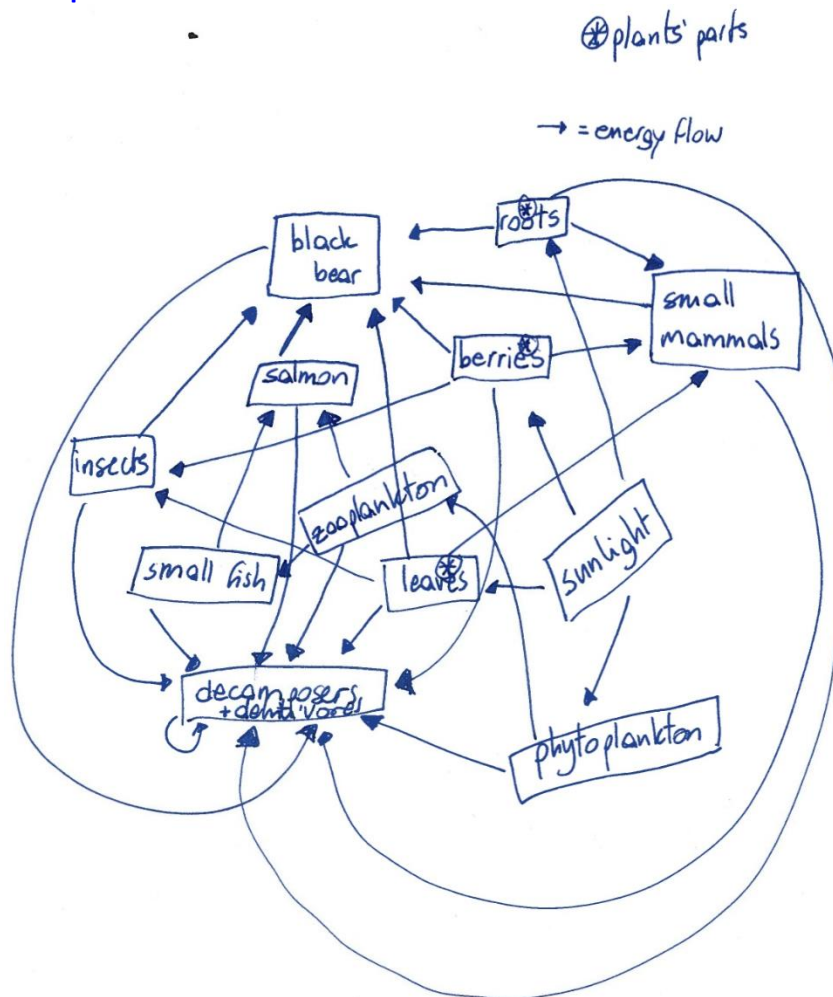 ⊛ plants' parts
→ = energy flow
roots ⊛
black
bear
small
mammals
berries ⊛
salmon
insects
zooplankton
sunlight
small fish
leaves ⊛
decomposers
phytoplankton